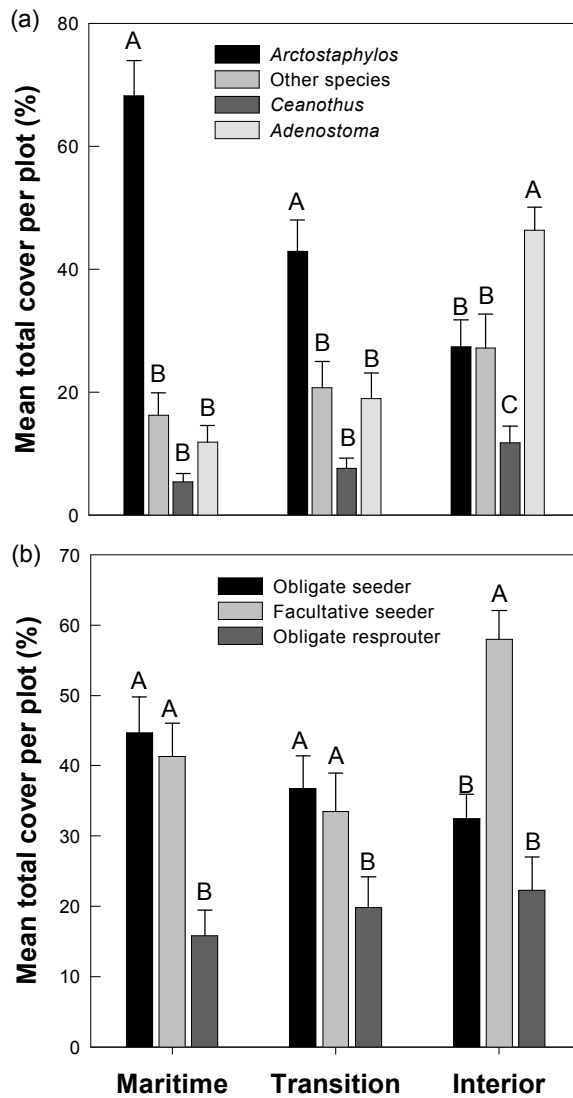 (a)
Mean total cover per plot (%)
80
60
40
20
0
Arctostaphylos
Other species
Ceanothus
Adenostoma
A
B
B
B
A
B
B
B
B
B
C
A
(b)
Mean total cover per plot (%)
70
60
50
40
30
20
10
0
Obligate seeder
Facultative seeder
Obligate resprouter
A
A
B
A
A
B
B
A
B
Maritime Transition Interior